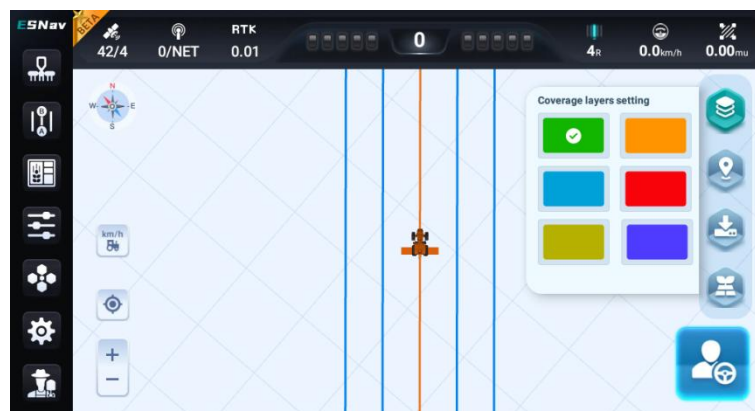 ESNav
BETA
42/4
0/NET
RTK
0.01
0
4R
0.0km/h
0.00mu
N
W
E
S
B
A
km/h
Coverage layers setting